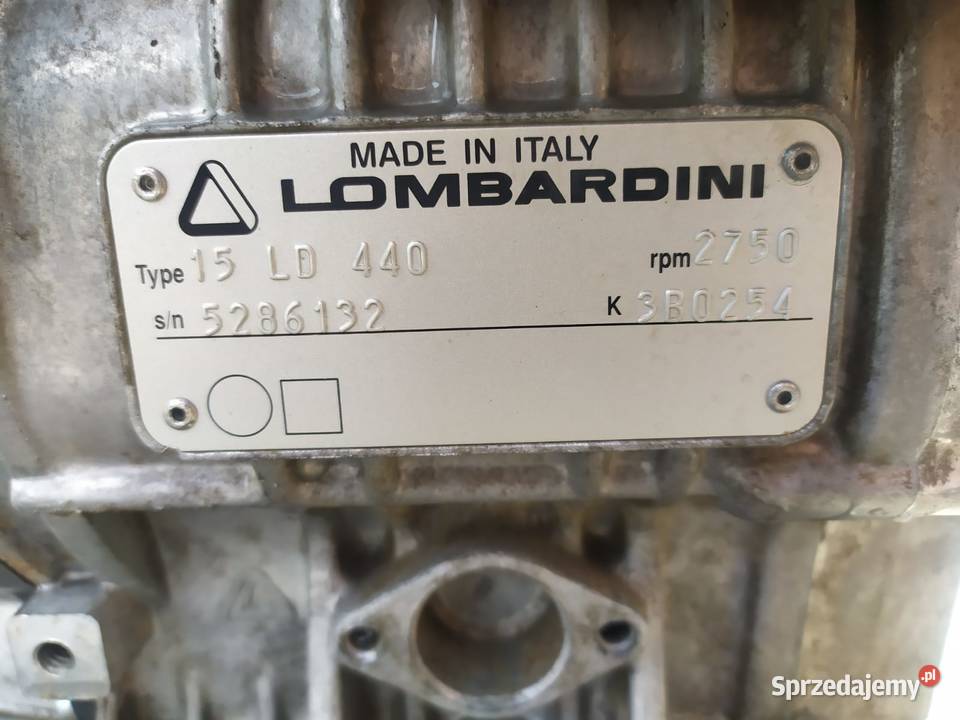 MADE IN ITALY
LOMBARDINI
Type 15 LD 440 rpm 2750
s/n 5286132 K 3B0254
Sprzedajemy.pl